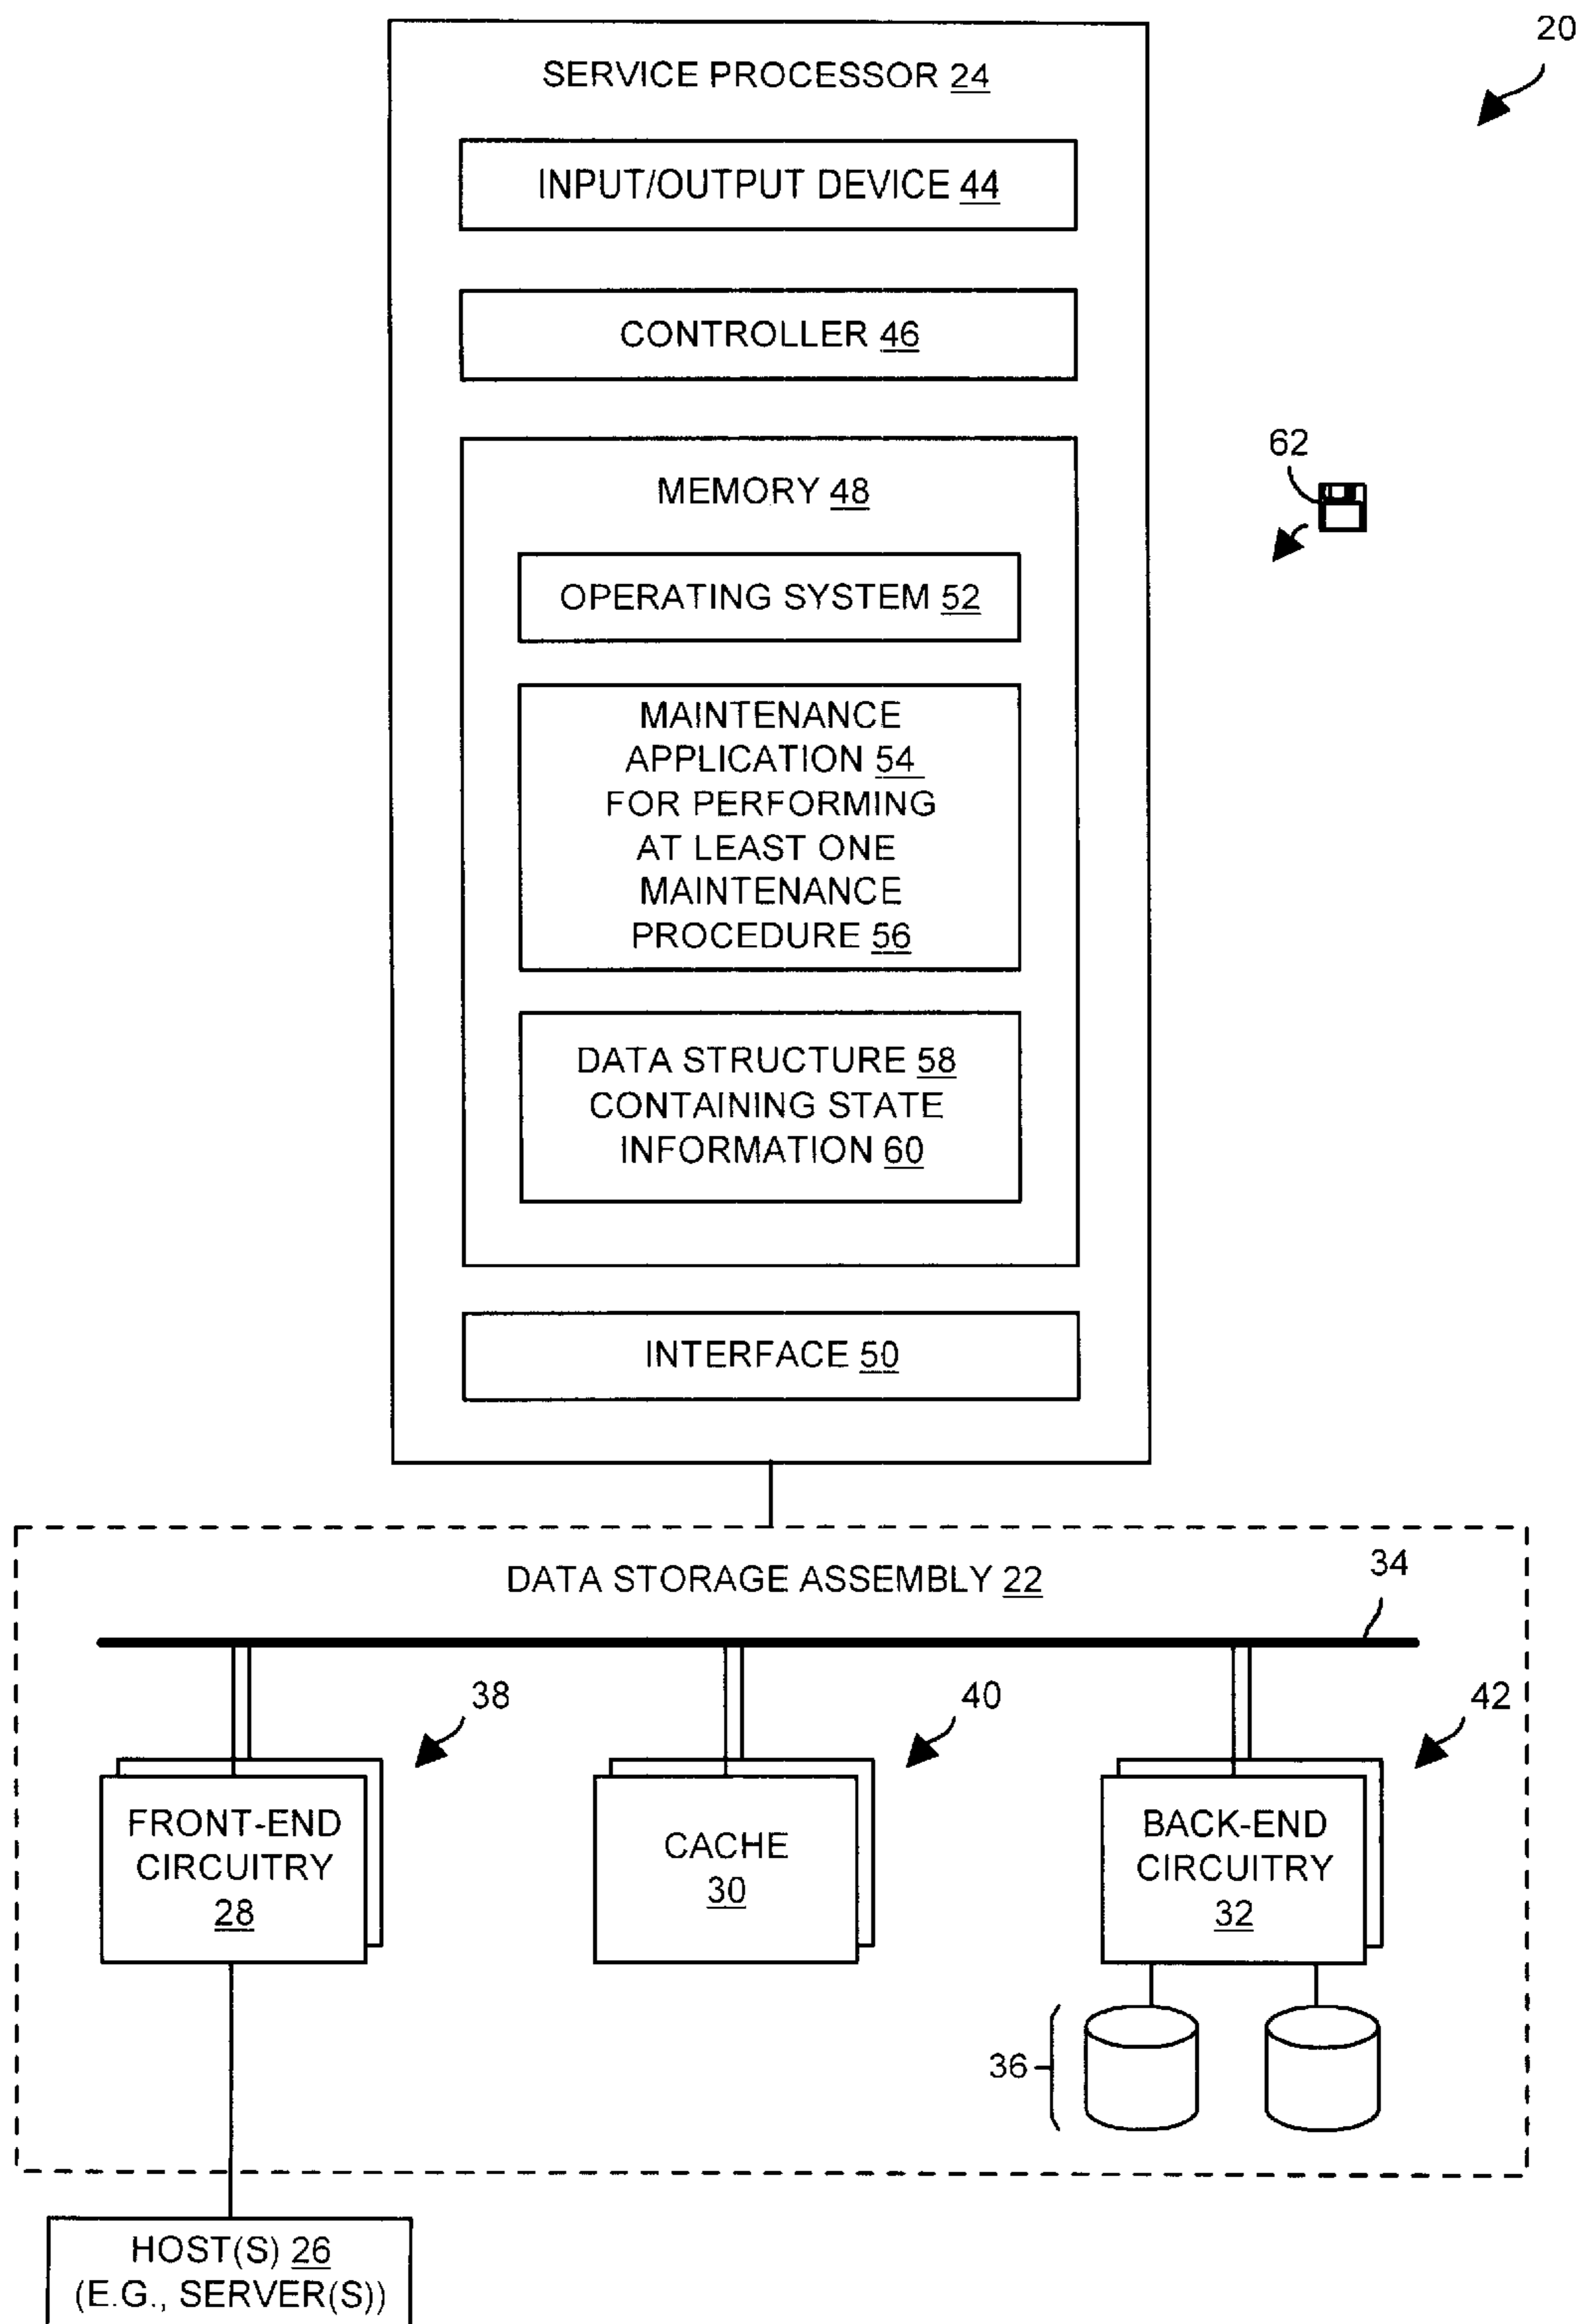 20
SERVICE PROCESSOR 24
INPUT/OUTPUT DEVICE 44
CONTROLLER 46
62
MEMORY 48
OPERATING SYSTEM 52
MAINTENANCE
APPLICATION 54
FOR PERFORMING
AT LEAST ONE
MAINTENANCE
PROCEDURE 56
DATA STRUCTURE 58
CONTAINING STATE
INFORMATION 60
INTERFACE 50
DATA STORAGE ASSEMBLY 22
34
38
40
42
FRONT-END
CIRCUITRY
28
CACHE
30
BACK-END
CIRCUITRY
32
36
HOST(S) 26
(E.G., SERVER(S))